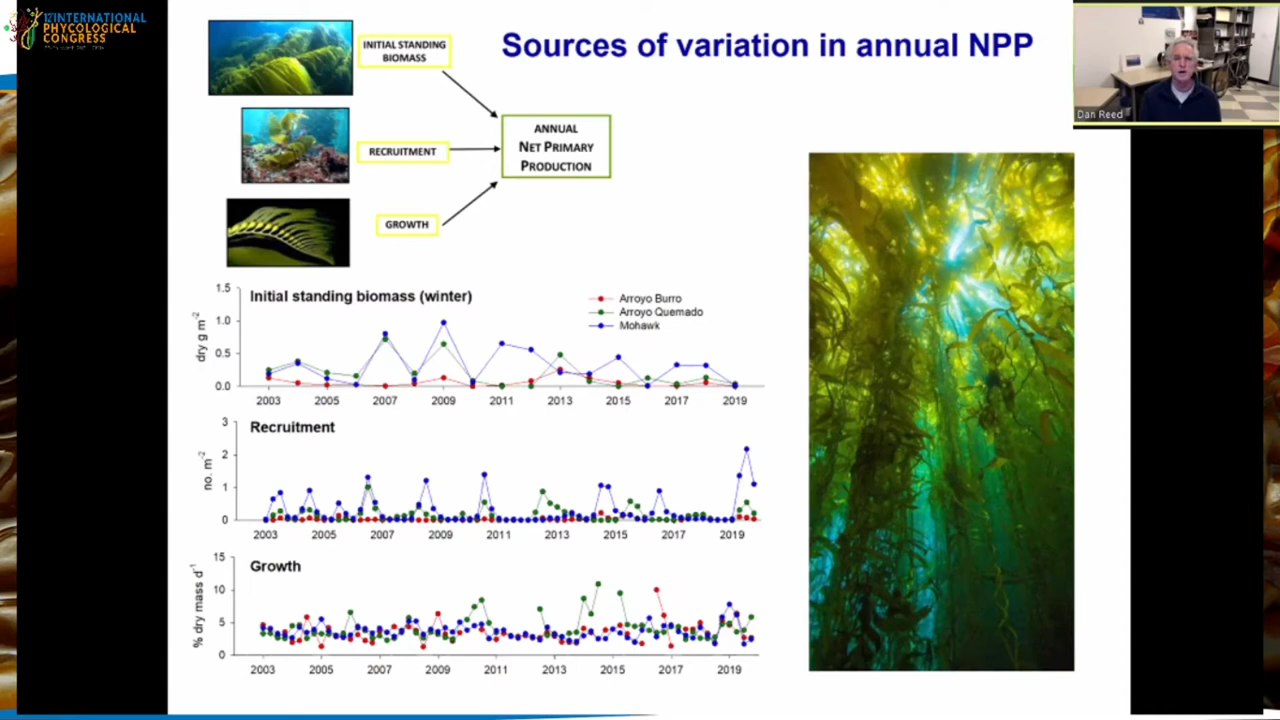 12th INTERNATIONAL
PHYCOLOGICAL
CONGRESS
Sources of variation in annual NPP
Dan Reed
INITIAL STANDING
BIOMASS
RECRUITMENT
GROWTH
ANNUAL
NET PRIMARY
PRODUCTION
Initial standing biomass (winter)
Arroyo Burro
Arroyo Quemado
Mohawk
dry g m-2
1.5
1.0
0.5
0.0
2003 2005 2007 2009 2011 2013 2015 2017 2019
Recruitment
no. m-2
3
2
1
0
2003 2005 2007 2009 2011 2013 2015 2017 2019
Growth
% dry mass d-1
15
10
5
0
2003 2005 2007 2009 2011 2013 2015 2017 2019